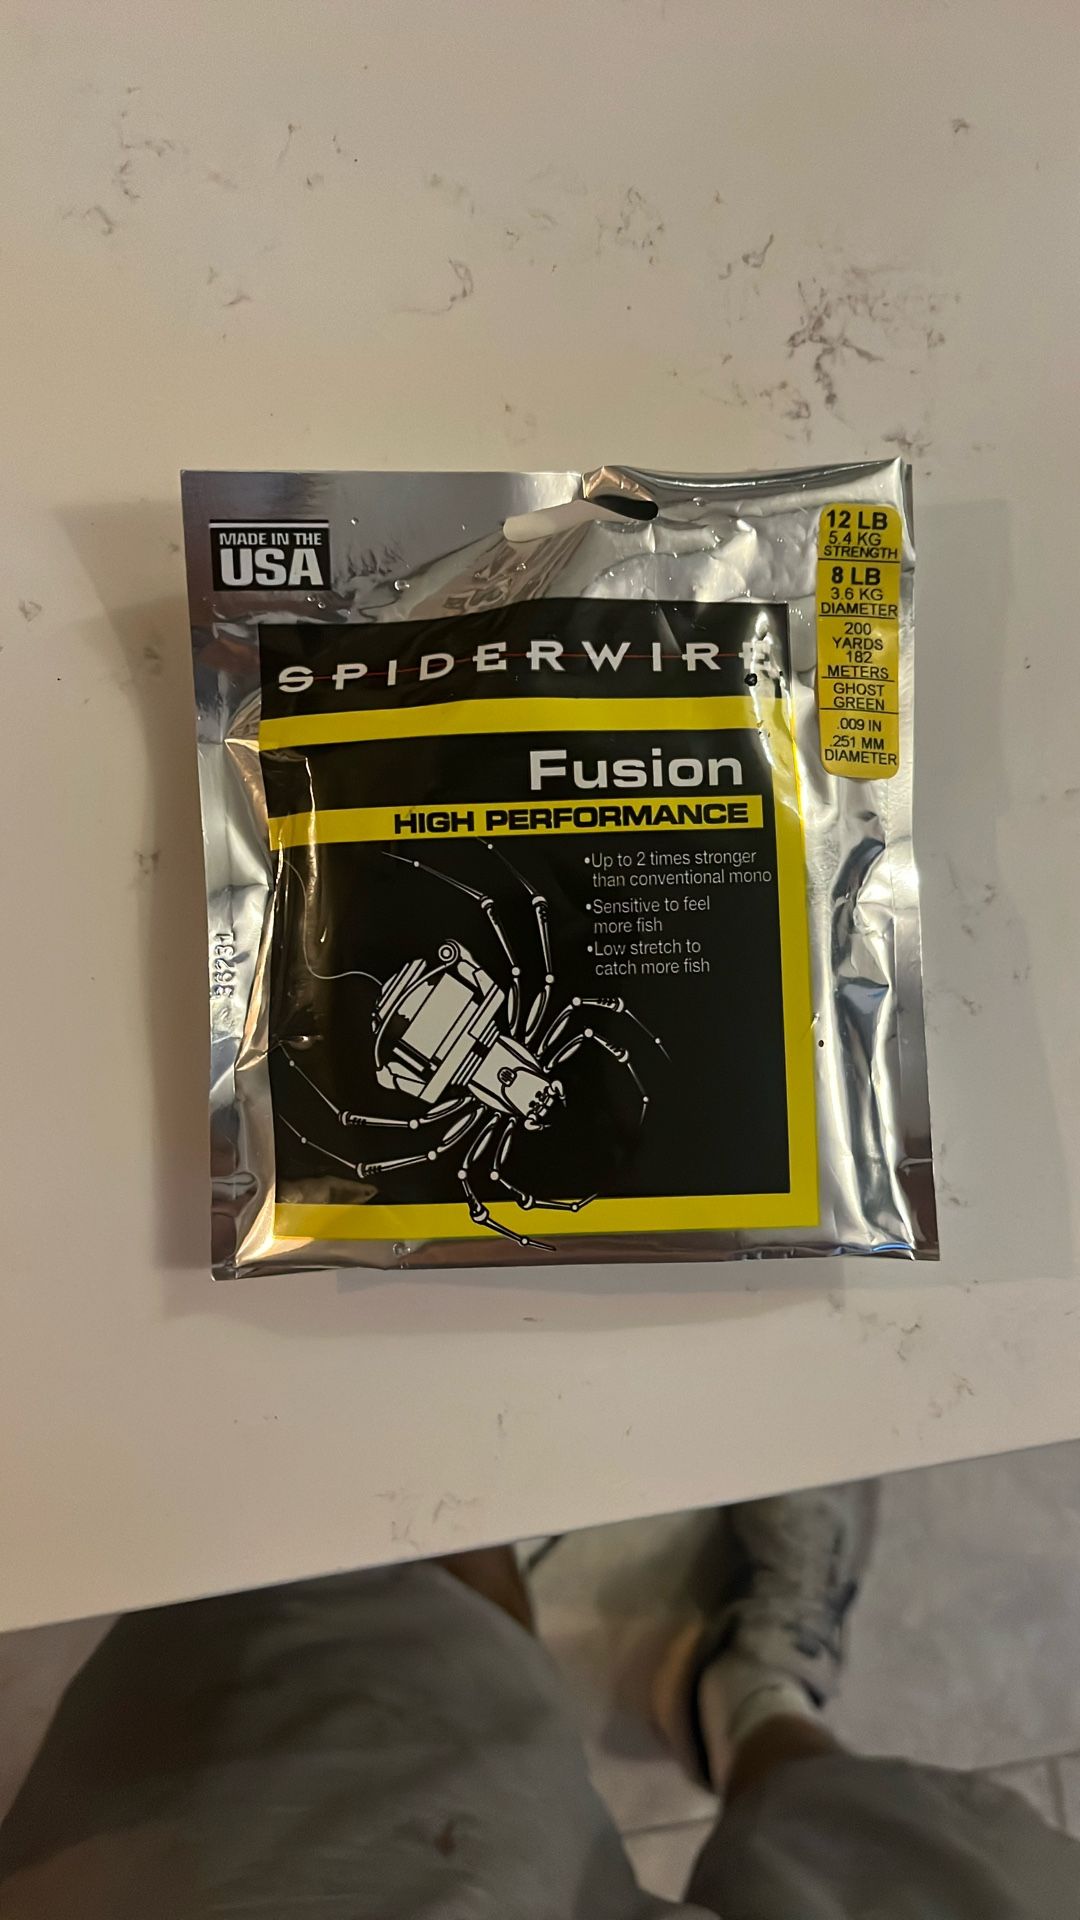 MADE IN THE
USA
12 LB
5.4 KG
STRENGTH
8 LB
3.6 KG
DIAMETER
200
YARDS
182
METERS
GHOST
GREEN
.009 IN
.251 MM
DIAMETER
SPIDERWIRE
Fusion
HIGH PERFORMANCE
•Up to 2 times stronger
than conventional mono
•Sensitive to feel
more fish
•Low stretch to
catch more fish